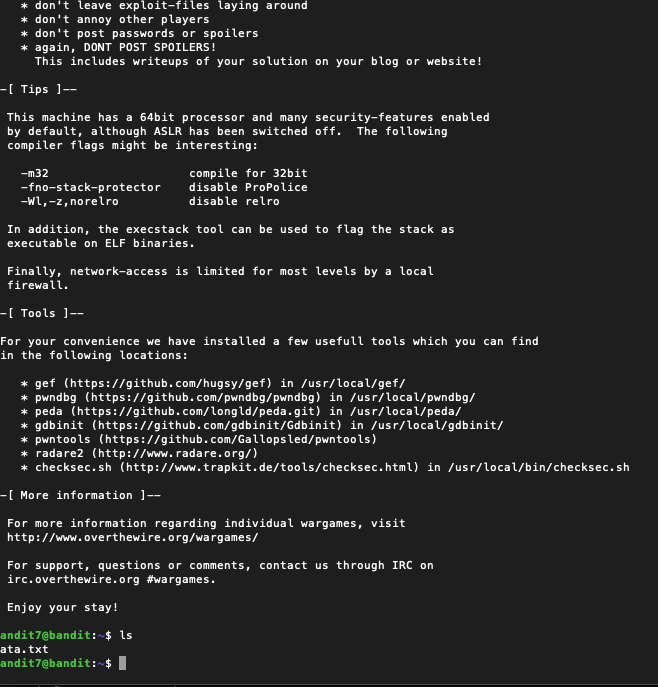 * don't leave exploit-files laying around
* don't annoy other players
* don't post passwords or spoilers
* again, DONT POST SPOILERS!
This includes writeups of your solution on your blog or website!
-[ Tips ]--
This machine has a 64bit processor and many security-features enabled
by default, although ASLR has been switched off.  The following
compiler flags might be interesting:
-m32                    compile for 32bit
-fno-stack-protector    disable ProPolice
-Wl,-z,norelro          disable relro
In addition, the execstack tool can be used to flag the stack as
executable on ELF binaries.
Finally, network-access is limited for most levels by a local
firewall.
-[ Tools ]--
For your convenience we have installed a few usefull tools which you can find
in the following locations:
* gef (https://github.com/hugsy/gef) in /usr/local/gef/
* pwndbg (https://github.com/pwndbg/pwndbg) in /usr/local/pwndbg/
* peda (https://github.com/longld/peda.git) in /usr/local/peda/
* gdbinit (https://github.com/gdbinit/Gdbinit) in /usr/local/gdbinit/
* pwntools (https://github.com/Gallopsled/pwntools)
* radare2 (http://www.radare.org/)
* checksec.sh (http://www.trapkit.de/tools/checksec.html) in /usr/local/bin/checksec.sh
-[ More information ]--
For more information regarding individual wargames, visit
http://www.overthewire.org/wargames/
For support, questions or comments, contact us through IRC on
irc.overthewire.org #wargames.
Enjoy your stay!
andit7@bandit:~$ ls
ata.txt
andit7@bandit:~$